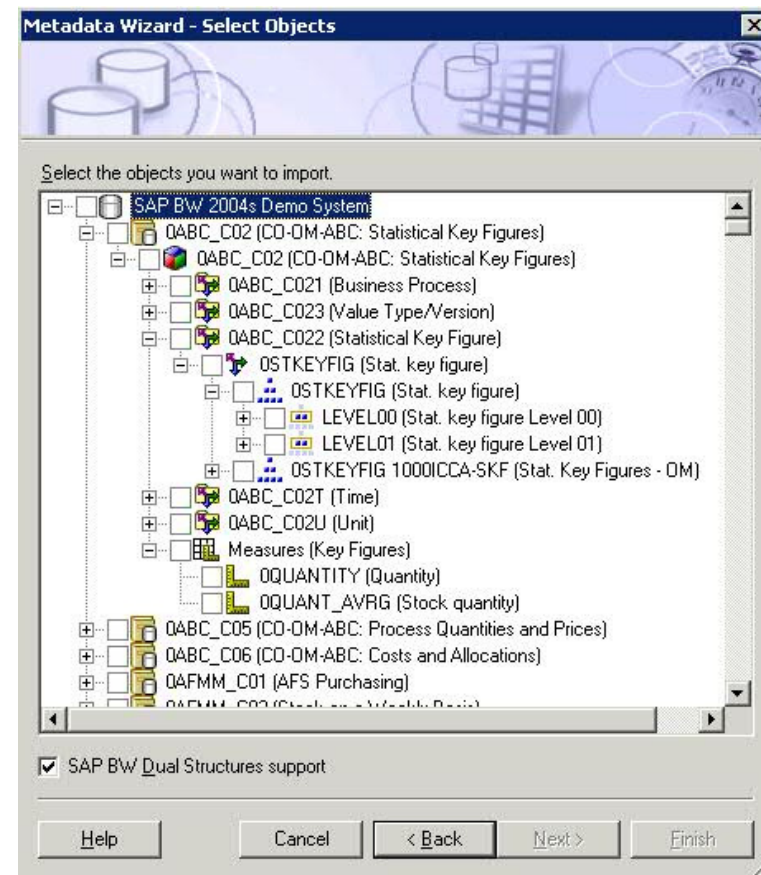 Metadata Wizard - Select Objects
Select the objects you want to import.
SAP BW 2004s Demo System
0ABC_C02 (CO-OM-ABC: Statistical Key Figures)
0ABC_C02 (CO-OM-ABC: Statistical Key Figures)
0ABC_C021 (Business Process)
0ABC_C023 (Value Type/Version)
0ABC_C022 (Statistical Key Figure)
0STKEYFIG (Stat. key figure)
0STKEYFIG (Stat. key figure)
LEVEL00 (Stat. key figure Level 00)
LEVEL01 (Stat. key figure Level 01)
0STKEYFIG 1000ICCA-SKF (Stat. Key Figures - OM)
0ABC_C02T (Time)
0ABC_C02U (Unit)
Measures (Key Figures)
0QUANTITY (Quantity)
0QUANT_AVRG (Stock quantity)
0ABC_C05 (CO-OM-ABC: Process Quantities and Prices)
0ABC_C06 (CO-OM-ABC: Costs and Allocations)
0AFMM_C01 (AFS Purchasing)
0AFMM_C02 (Stock on a Weekly Basis)
SAP BW Dual Structures support
Help Cancel < Back Next > Finish